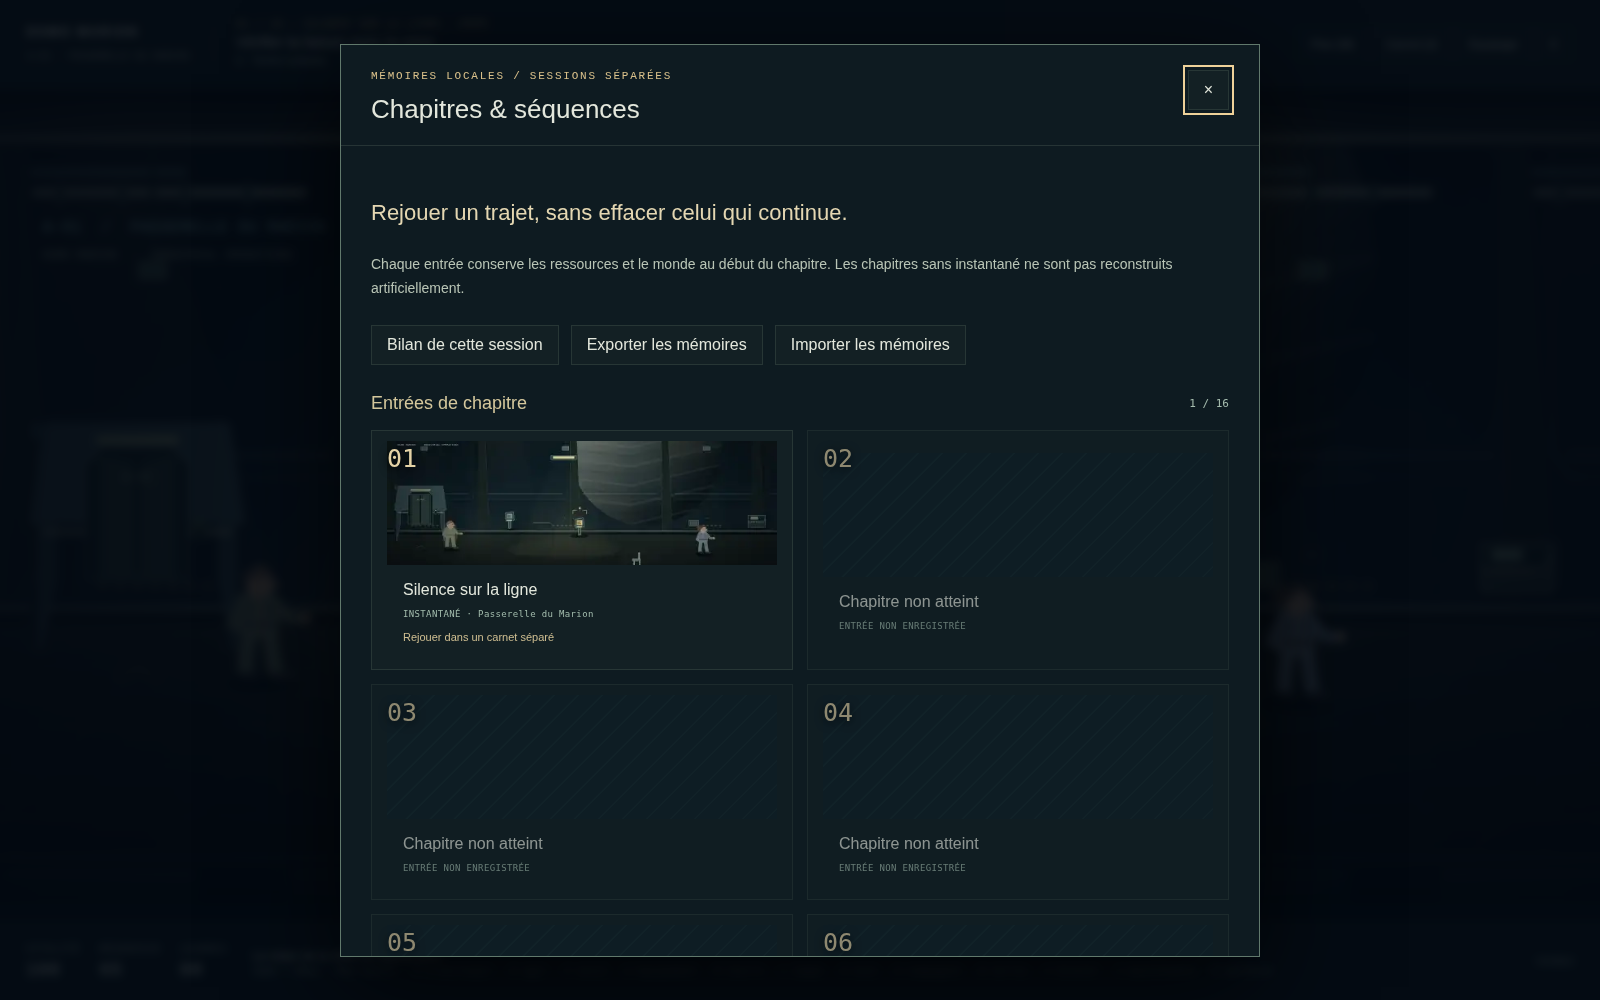 MÉMOIRES LOCALES / SESSIONS SÉPARÉES
Chapitres & séquences
×
Rejouer un trajet, sans effacer celui qui continue.
Chaque entrée conserve les ressources et le monde au début du chapitre. Les chapitres sans instantané ne sont pas reconstruits
artificiellement.
Bilan de cette session
Exporter les mémoires
Importer les mémoires
Entrées de chapitre
1 / 16
01
Silence sur la ligne
INSTANTANÉ · Passerelle du Marion
Rejouer dans un carnet séparé
02
Chapitre non atteint
ENTRÉE NON ENREGISTRÉE
03
Chapitre non atteint
ENTRÉE NON ENREGISTRÉE
04
Chapitre non atteint
ENTRÉE NON ENREGISTRÉE
05
06